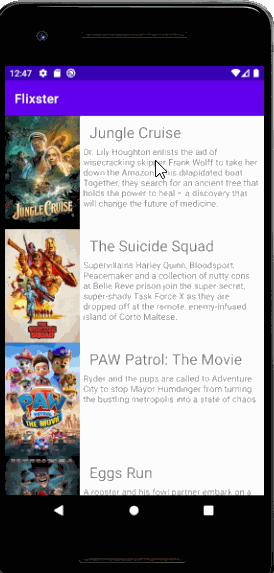 12:47
Flixster
Jungle Cruise
Dr. Lily Houghton enlists the aid of
wisecracking skipper Frank Wolff to take her
down the Amazon in his dilapidated boat.
Together, they search for an ancient tree that
holds the power to heal – a discovery that
will change the future of medicine.
JUNGLE CRUISE
The Suicide Squad
Supervillains Harley Quinn, Bloodsport,
Peacemaker and a collection of nutty cons
at Belle Reve prison join the super-secret,
super-shady Task Force X as they are
dropped off at the remote, enemy-infused
island of Corto Maltese.
PAW Patrol: The Movie
Ryder and the pups are called to Adventure
City to stop Mayor Humdinger from turning
the bustling metropolis into a state of chaos.
PAW
PATROL
THE MOVIE
Eggs Run
A rooster and his fowl partner embark on a